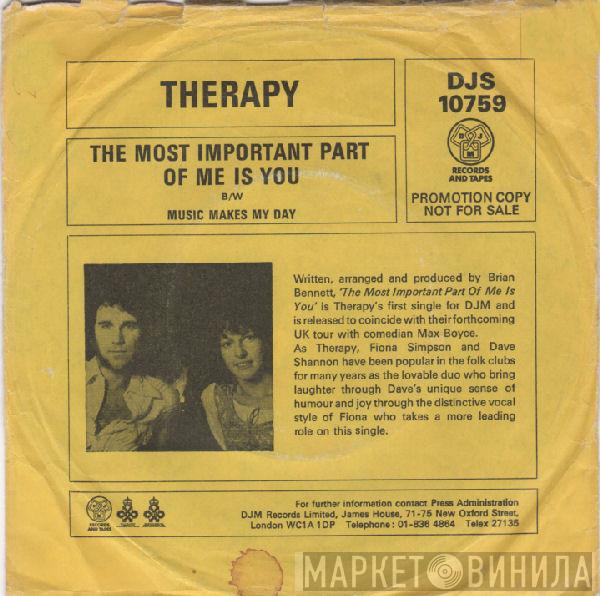 THERAPY
DJS
10759
DJM
RECORDS
AND TAPES
PROMOTION COPY
NOT FOR SALE
THE MOST IMPORTANT PART
OF ME IS YOU
B/W
MUSIC MAKES MY DAY
Written, arranged and produced by Brian
Bennett, 'The Most Important Part Of Me Is
You' is Therapy's first single for DJM and
is released to coincide with their forthcoming
UK tour with comedian Max Boyce.
As Therapy, Fiona Simpson and Dave
Shannon have been popular in the folk clubs
for many years as the lovable duo who bring
laughter through Dave's unique sense of
humour and joy through the distinctive vocal
style of Fiona who takes a more leading
role on this single.
RECORDS
AND TAPES
For further information contact Press Administration
DJM Records Limited, James House, 71-75 New Oxford Street,
London WC1A 1DP Telephone: 01-836 4864 Telex 27135
МАРКЕТ ВИНИЛА